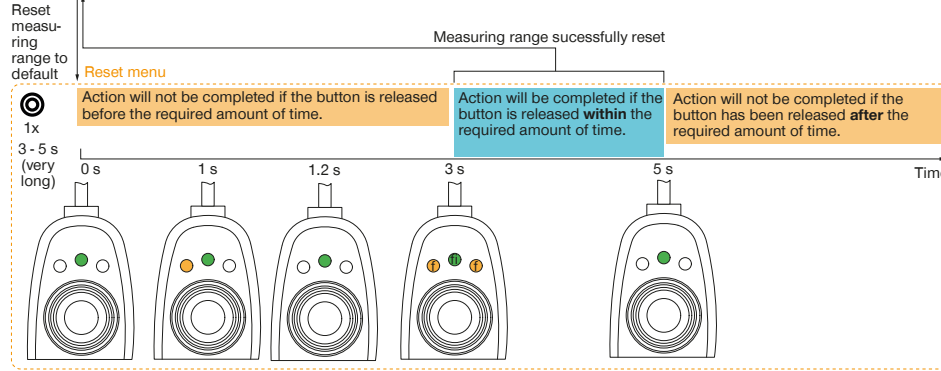 Reset
measu-
ring
range to
default
Measuring range sucessfully reset
Reset menu
Action will not be completed if the button is released
before the required amount of time.
Action will be completed if the
button is released within the
required amount of time.
Action will not be completed if the
button has been released after the
required amount of time.
1x
3 - 5 s
(very
long)
0 s
1 s
1.2 s
3 s
5 s
Time
f
fi
f